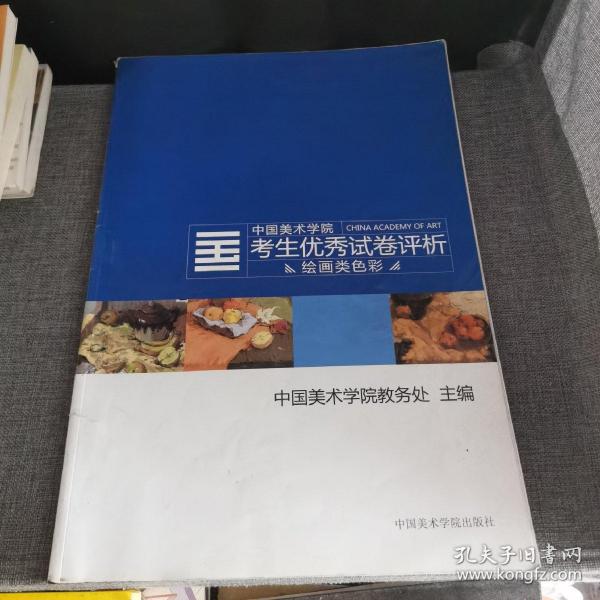 中国美术学院 CHINA ACADEMY OF ART
考生优秀试卷评析
绘画类色彩
中国美术学院教务处 主编
中国美术学院出版社
孔夫子旧书网
www.kongfz.com